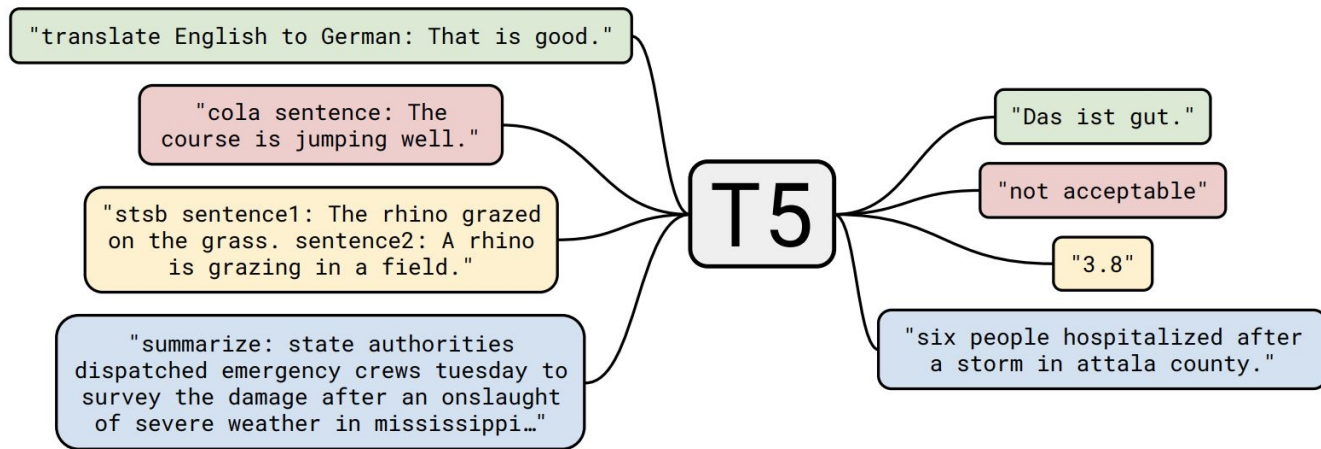 "translate English to German: That is good."
"cola sentence: The
course is jumping well."
"stsb sentence1: The rhino grazed
on the grass. sentence2: A rhino
is grazing in a field."
"summarize: state authorities
dispatched emergency crews tuesday to
survey the damage after an onslaught
of severe weather in mississippi…"
T5
"Das ist gut."
"not acceptable"
"3.8"
"six people hospitalized after
a storm in attala county."